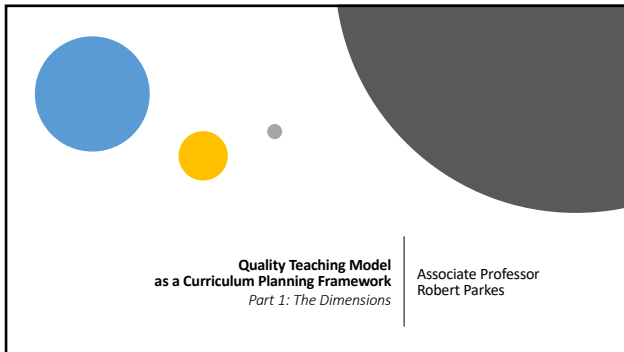 Quality Teaching Model
as a Curriculum Planning Framework
Part 1: The Dimensions
Associate Professor
Robert Parkes